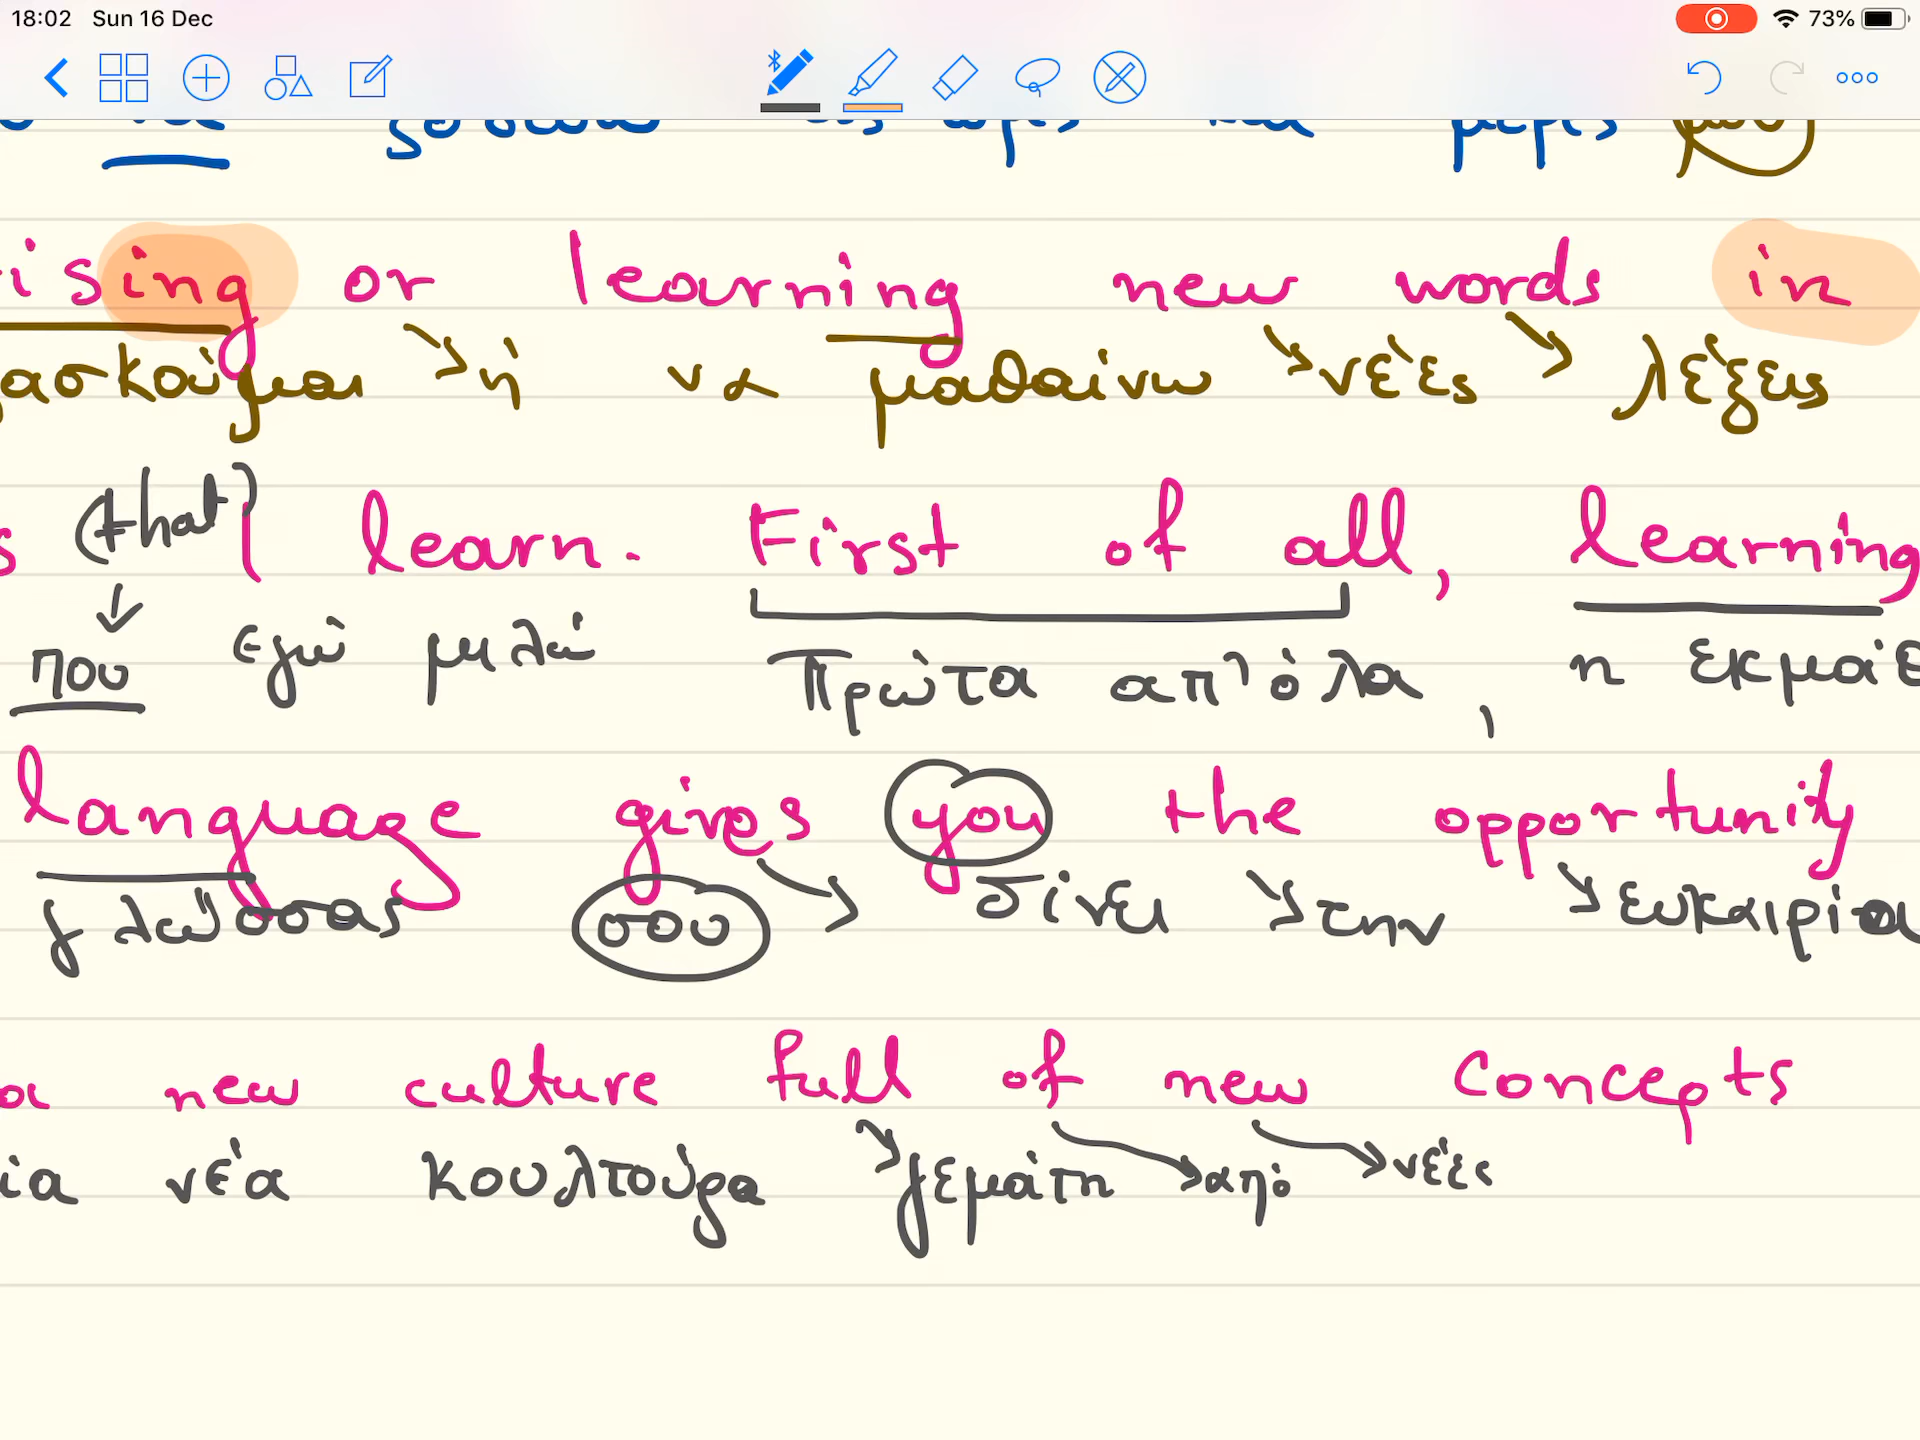 18:02 Sun 16 Dec 73%
ising or learning new words in
ασκούμαι ή να μαθαίνω νέες λέξεις
s (that) I learn. First of all, learning
που εγώ μιλώ Πρώτα απ' όλα, η εκμάθ
language gives you the opportunity
γλώσσας σου δίνει την ευκαιρία
a new culture full of new concepts
ία νέα κουλτούρα γεμάτη από νέες